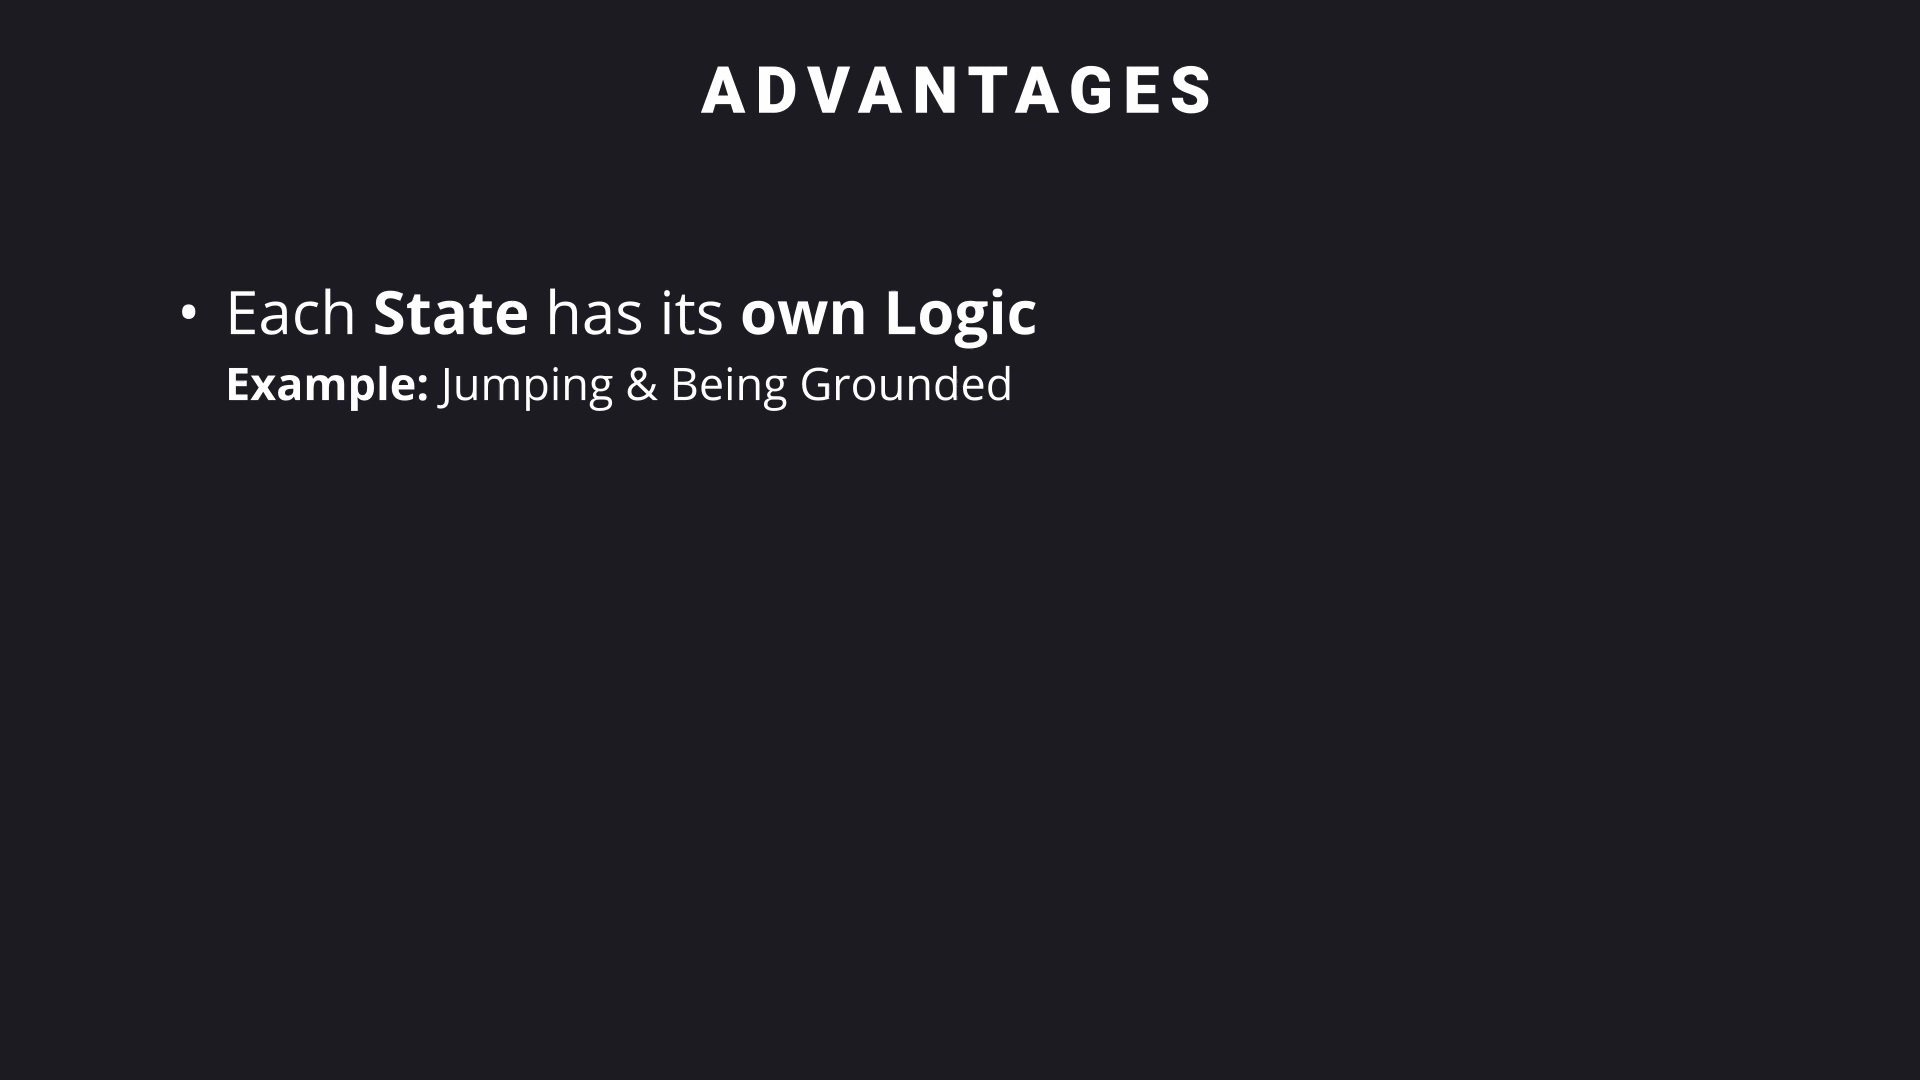 ADVANTAGES
• Each State has its own Logic
Example: Jumping & Being Grounded